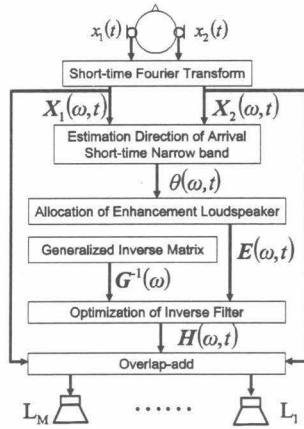 x₁(t) x₂(t)
Short-time Fourier Transform
X₁(ω,t) X₂(ω,t)
Estimation Direction of Arrival
Short-time Narrow band
θ(ω,t)
Allocation of Enhancement Loudspeaker
Generalized Inverse Matrix
E(ω,t)
G⁻¹(ω)
Optimization of Inverse Filter
H(ω,t)
Overlap-add
L_M ...... L₁